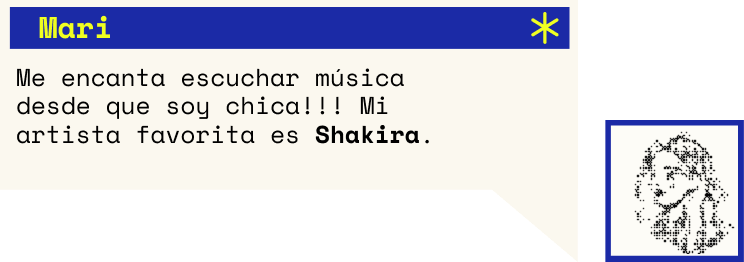 Mari
Me encanta escuchar música
desde que soy chica!!! Mi
artista favorita es Shakira.